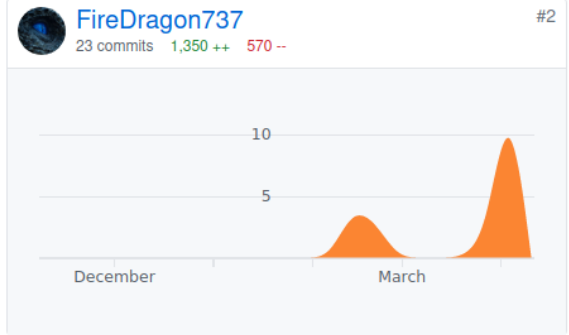 FireDragon737 #2
23 commits 1,350 ++ 570 --
10
5
December March